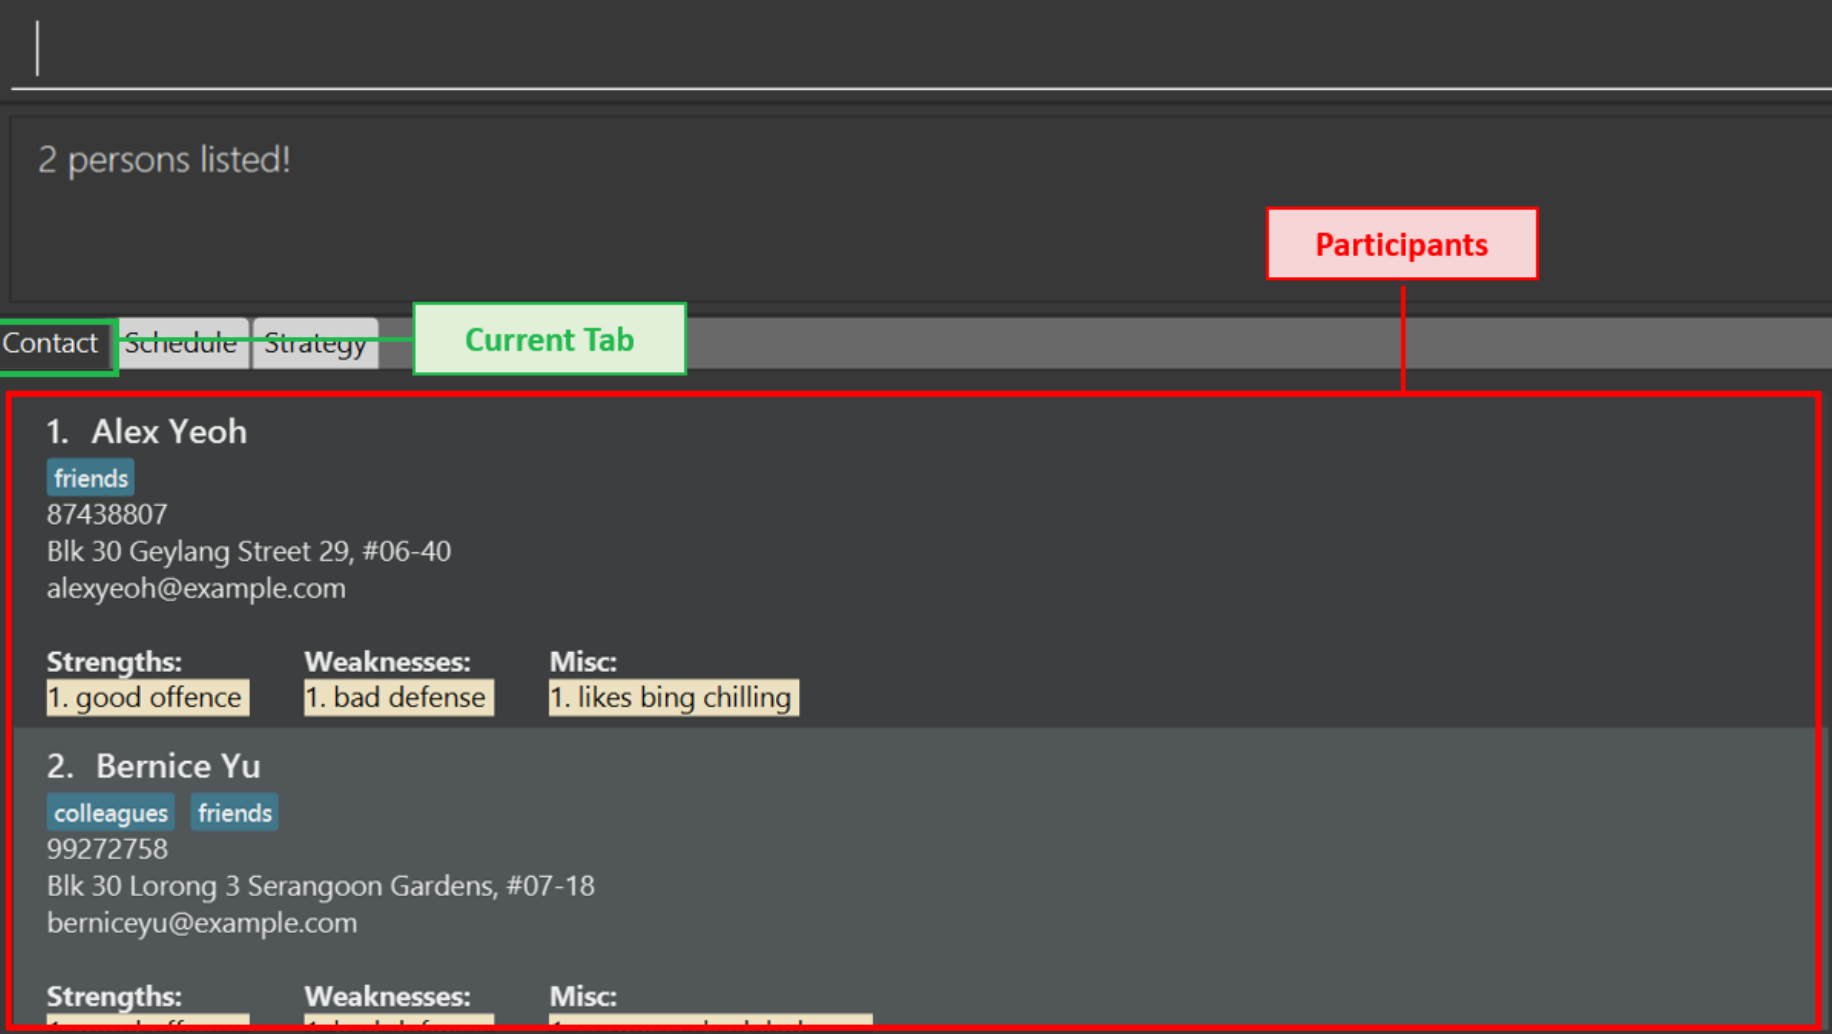 2 persons listed!
Participants
Contact Schedule Strategy Current Tab
1. Alex Yeoh
friends
87438807
Blk 30 Geylang Street 29, #06-40
alexyeoh@example.com
Strengths: Weaknesses: Misc:
1. good offence 1. bad defense 1. likes bing chilling
2. Bernice Yu
colleagues friends
99272758
Blk 30 Lorong 3 Serangoon Gardens, #07-18
berniceyu@example.com
Strengths: Weaknesses: Misc: